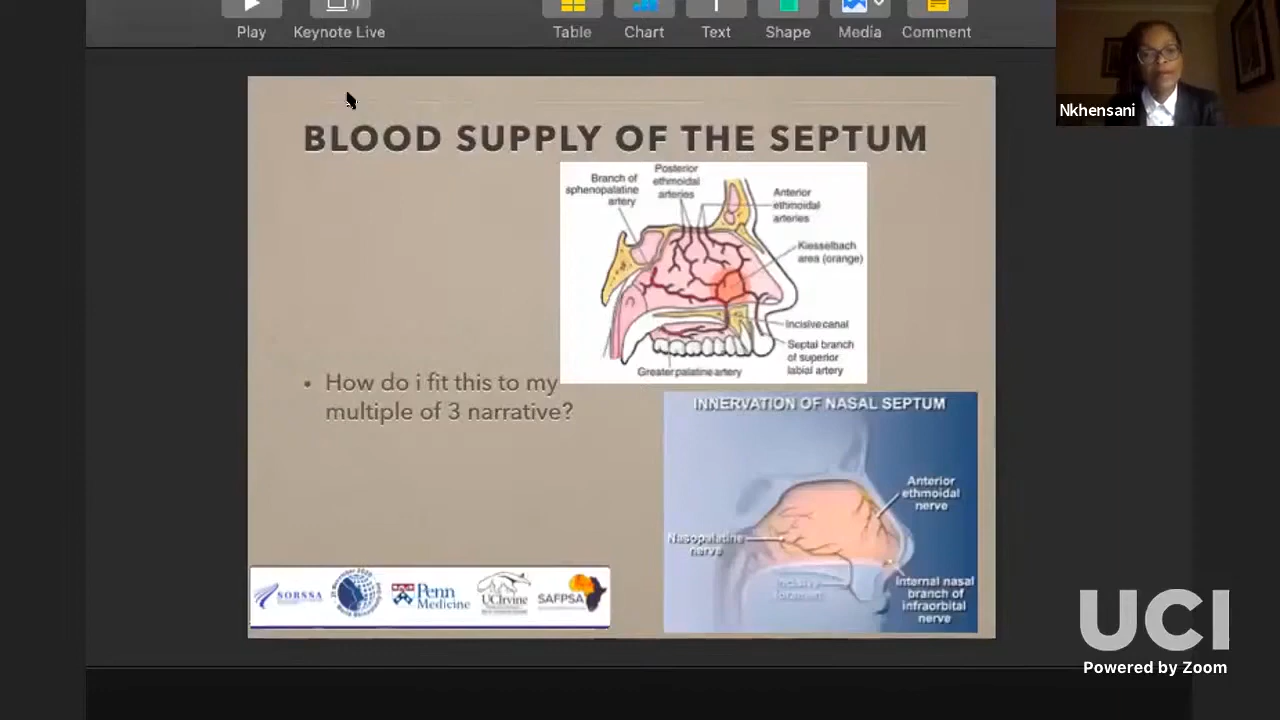 Play
Keynote Live
Table
Chart
Text
Shape
Media
Comment
Nkhensani
BLOOD SUPPLY OF THE SEPTUM
Branch of
sphenopalatine
artery
Posterior
ethmoidal
arteries
Anterior
ethmoidal
arteries
Kiesselbach
area (orange)
Incisive canal
Septal branch
of superior
labial artery
Greater palatine artery
• How do i fit this to my
multiple of 3 narrative?
INNERVATION OF NASAL SEPTUM
Anterior
ethmoidal
nerve
Nasopalatine
nerve
Incisive
foramen
Internal nasal
branch of
infraorbital
nerve
SORSSA
Penn
Medicine
UCIrvine
SAFPSA
UCI
Powered by Zoom